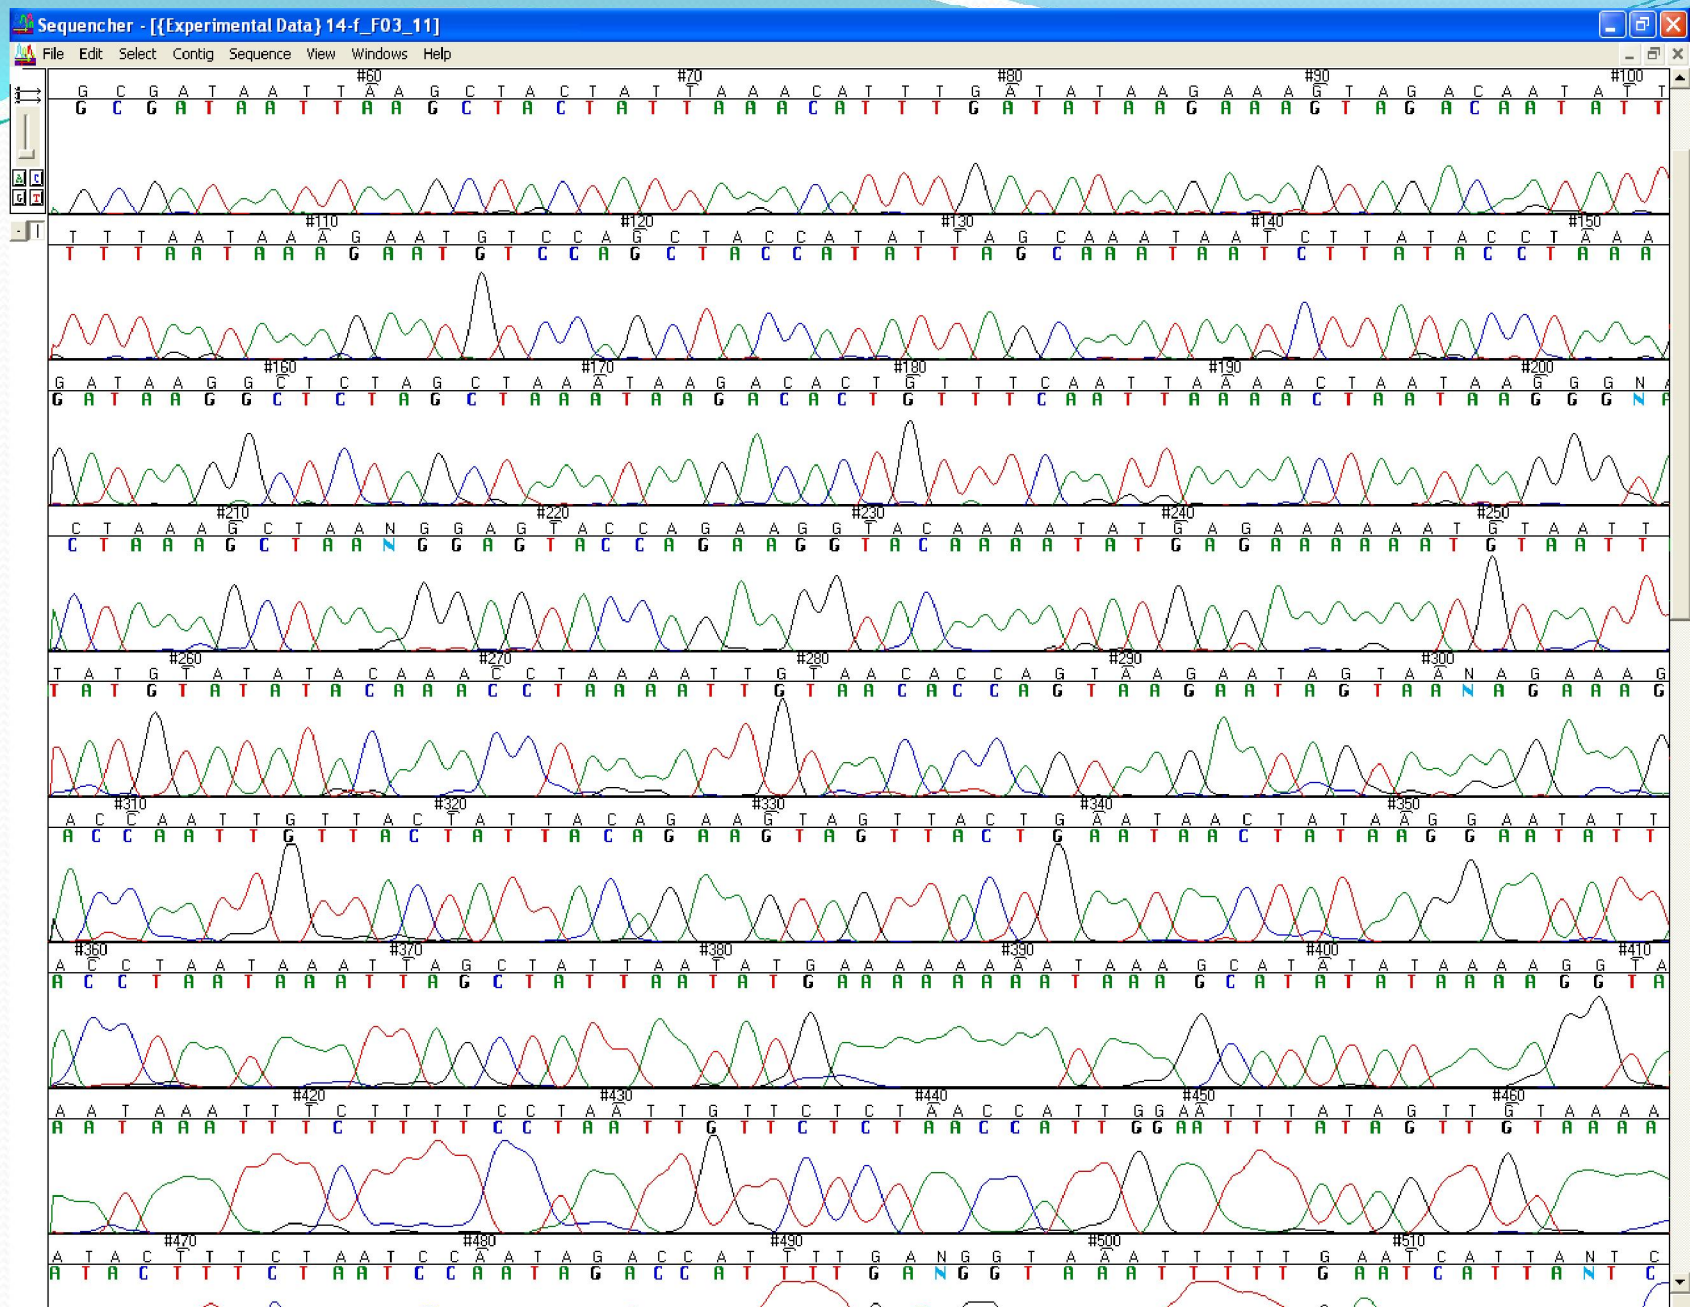 Sequencher - [{Experimental Data} 14-f_F03_11]
File Edit Select Contig Sequence View Windows Help
#60 #70 #80 #90 #100
G C G A T A A T T A A G C T A C T A T T A A A C A T T T G A T A T A A G A A A G T A G A C A A T A T T
G C G A T A A T T A A G C T A C T A T T A A A C A T T T G A T A T A A G A A A G T A G A C A A T A T T
A C
G T
#110 #120 #130 #140 #150
T T T A A T A A A G A A T G T C C A G C T A C C A T A T T A G C A A A T A A T C T T A T A C C T A A A
T T T A A T A A A G A A T G T C C A G C T A C C A T A T T A G C A A A T A A T C T T A T A C C T A A A
#160 #170 #180 #190 #200
G A T A A G G C T C T A G C T A A A T A A G A C A C T G T T T C A A T T A A A A C T A A T A A G G G N A
G A T A A G G C T C T A G C T A A A T A A G A C A C T G T T T C A A T T A A A A C T A A T A A G G G N A
#210 #220 #230 #240 #250
C T A A A G C T A A N G G A G T A C C A G A A G G T A C A A A A T A T G A G A A A A A A T G T A A T T
C T A A A G C T A A N G G A G T A C C A G A A G G T A C A A A A T A T G A G A A A A A A T G T A A T T
#260 #270 #280 #290 #300
T A T G T A T A T A C A A A C C T A A A A T T G T A A C A C C A G T A A G A A T A G T A A N A G A A A G
T A T G T A T A T A C A A A C C T A A A A T T G T A A C A C C A G T A A G A A T A G T A A N A G A A A G
#310 #320 #330 #340 #350
A C C A A T T G T T A C T A T T A C A G A A G T A G T T A C T G A A T A A C T A T A A G G A A T A T T
A C C A A T T G T T A C T A T T A C A G A A G T A G T T A C T G A A T A A C T A T A A G G A A T A T T
#360 #370 #380 #390 #400 #410
A C C T A A T A A A T T A G C T A T T A A T A T G A A A A A A A A T A A A G C A T A T A T A A A A G G T A
A C C T A A T A A A T T A G C T A T T A A T A T G A A A A A A A A T A A A G C A T A T A T A A A A G G T A
#420 #430 #440 #450 #460
A A T A A A T T T C T T T T C C T A A T T G T T C T C T A A C C A T T G G A A T T T A T A G T T G T A A A A
A A T A A A T T T C T T T T C C T A A T T G T T C T C T A A C C A T T G G A A T T T A T A G T T G T A A A A
#470 #480 #490 #500 #510
A T A C T T T C T A A T C C A A T A G A C C A T T T T G A N G G T A A A T T T T T G A A T C A T T A N T C
A T A C T T T C T A A T C C A A T A G A C C A T T T T G A N G G T A A A T T T T T G A A T C A T T A N T C